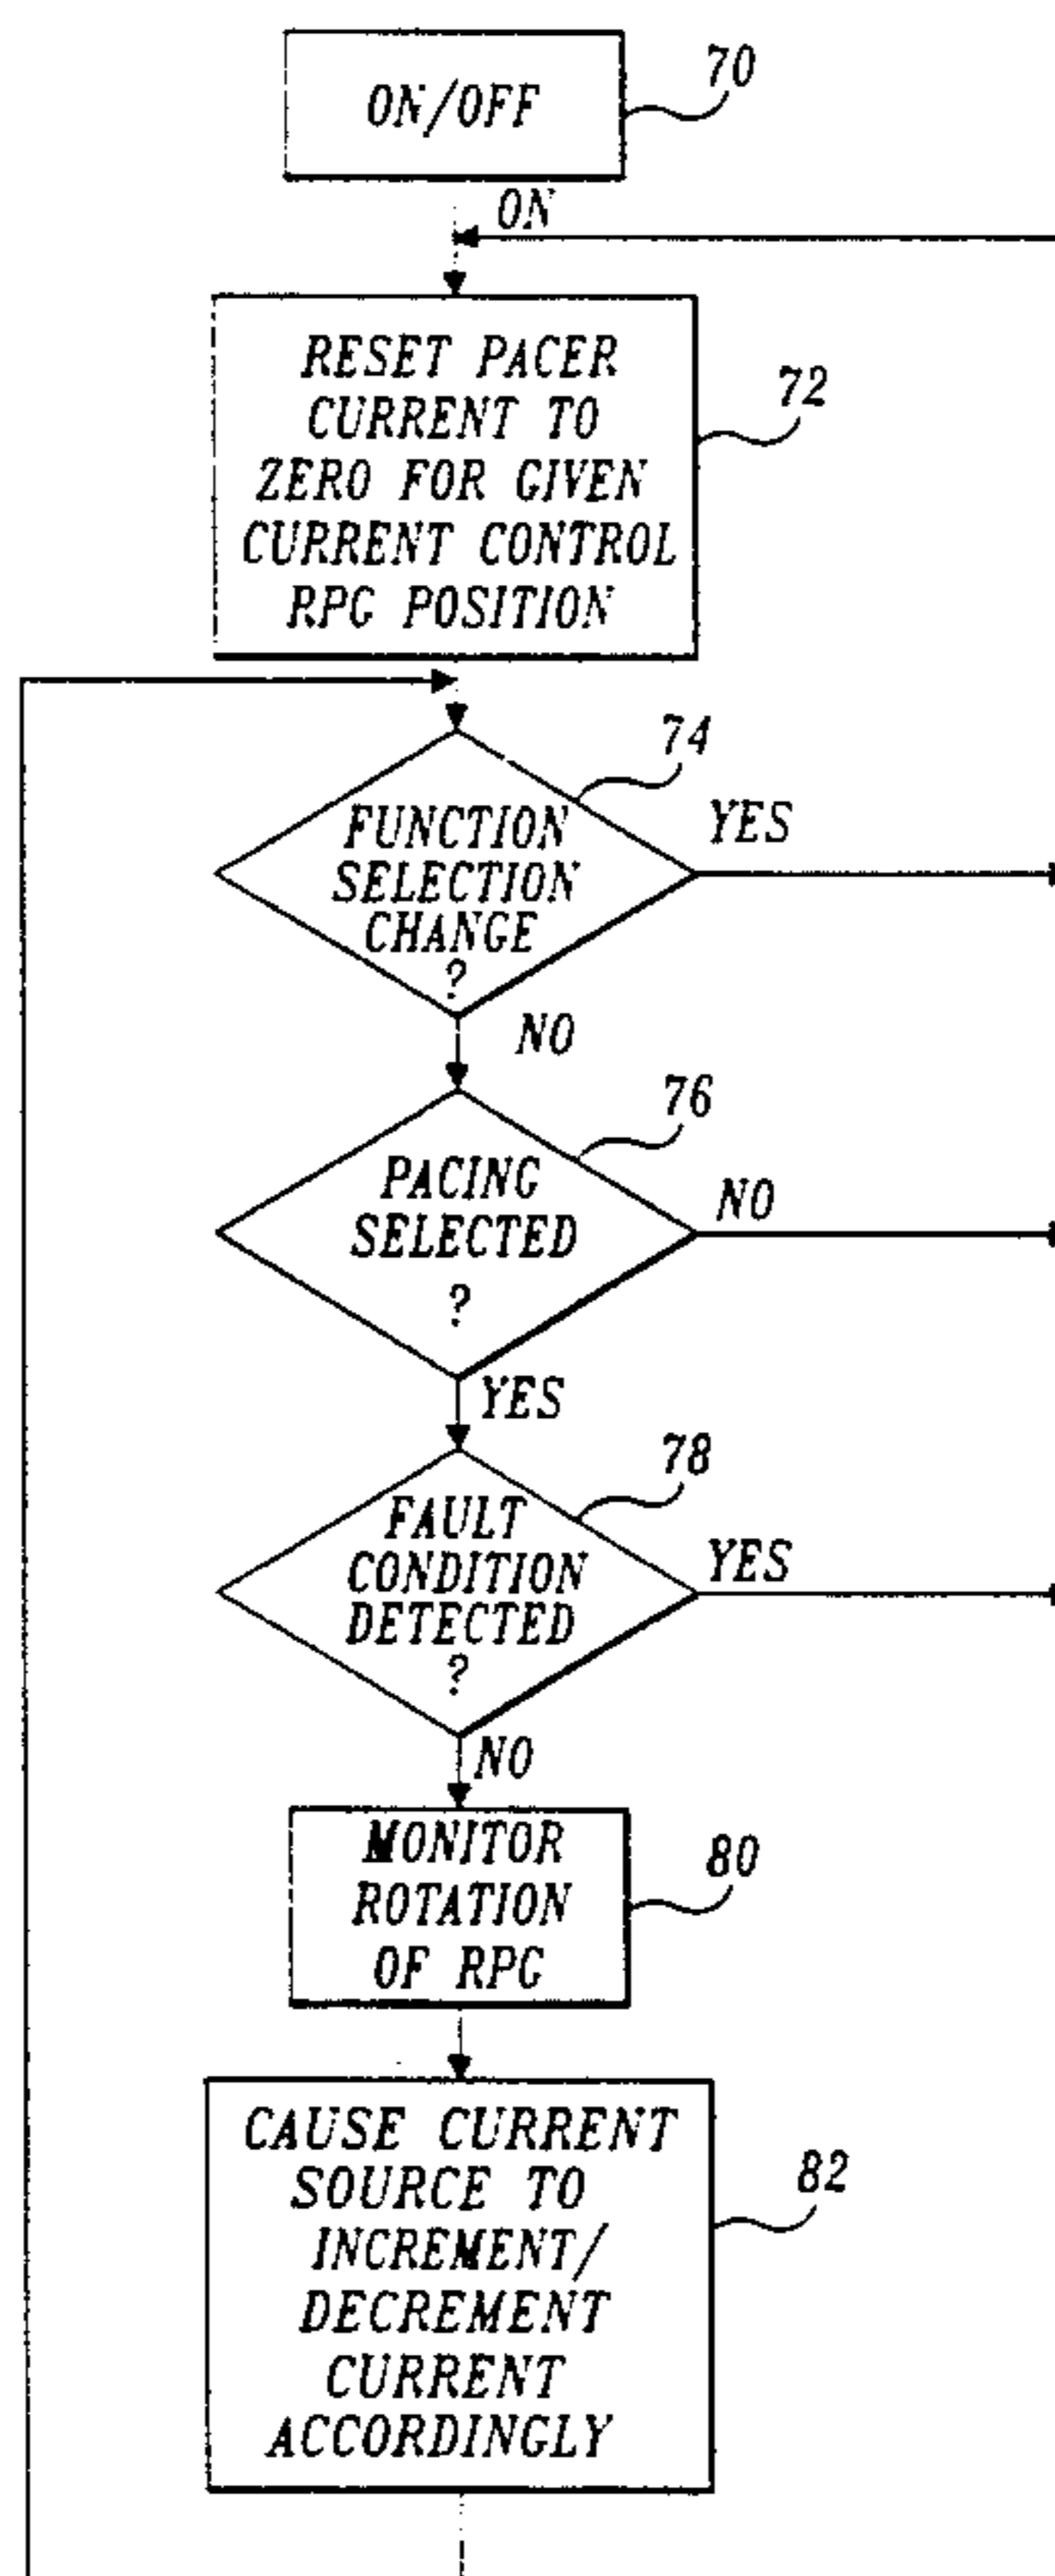 ON/OFF
70
ON
RESET PACER
CURRENT TO
ZERO FOR GIVEN
CURRENT CONTROL
RPG POSITION
72
74
FUNCTION
SELECTION
CHANGE
?
YES
NO
76
PACING
SELECTED
?
NO
YES
78
FAULT
CONDITION
DETECTED
?
YES
NO
MONITOR
ROTATION
OF RPG
80
CAUSE CURRENT
SOURCE TO
INCREMENT/
DECREMENT
CURRENT
ACCORDINGLY
82